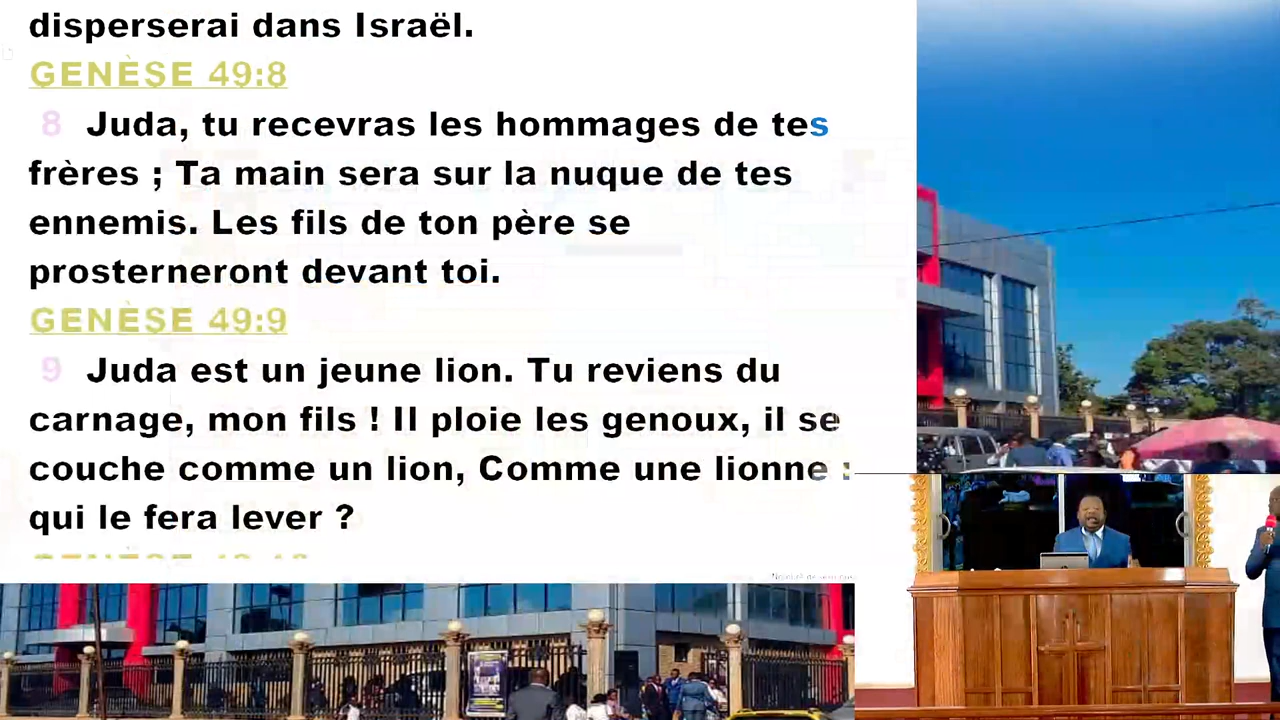 disperserai dans Israël.
GENÈSE 49:8
8 Juda, tu recevras les hommages de tes
frères ; Ta main sera sur la nuque de tes
ennemis. Les fils de ton père se
prosterneront devant toi.
GENÈSE 49:9
9 Juda est un jeune lion. Tu reviens du
carnage, mon fils ! Il ploie les genoux, il se
couche comme un lion, Comme une lionne :
qui le fera lever ?